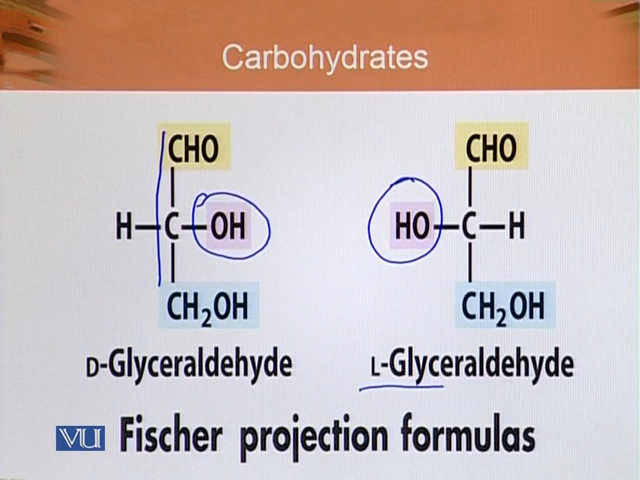 Carbohydrates
CHO CHO
H—C—OH HO—C—H
CH₂OH CH₂OH
D-Glyceraldehyde L-Glyceraldehyde
VU Fischer projection formulas